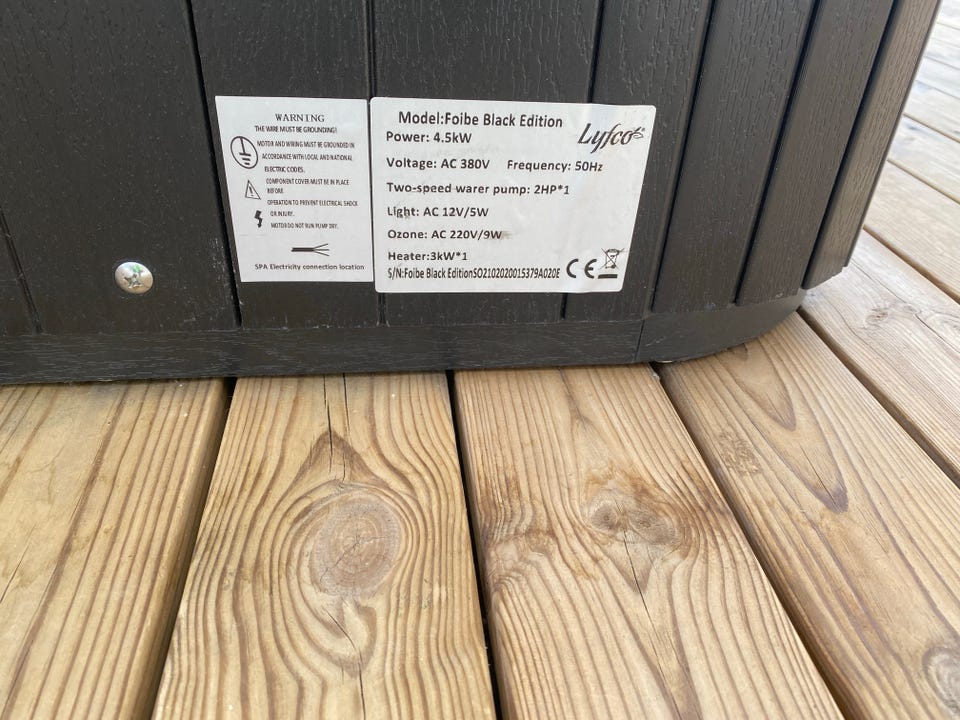 WARNING
THE WIRE MUST BE GROUNDING!
MOTOR AND WIRING MUST BE GROUNDED IN
ACCORDANCE WITH LOCAL AND NATIONAL
ELECTRIC CODES.
COMPONENT COVER MUST BE IN PLACE
BEFORE
OPERATION TO PREVENT ELECTRICAL SHOCK
OR INJURY.
MOTOR DO NOT RUN PUMP DRY.
SPA Electricity connection location
Model:Foibe Black Edition
Lyfco
Power: 4.5kW
Voltage: AC 380V Frequency: 50Hz
Two-speed warer pump: 2HP*1
Light: AC 12V/5W
Ozone: AC 220V/9W
Heater:3kW*1
S/N:Foibe Black EditionSO2102020015379A020E
CE